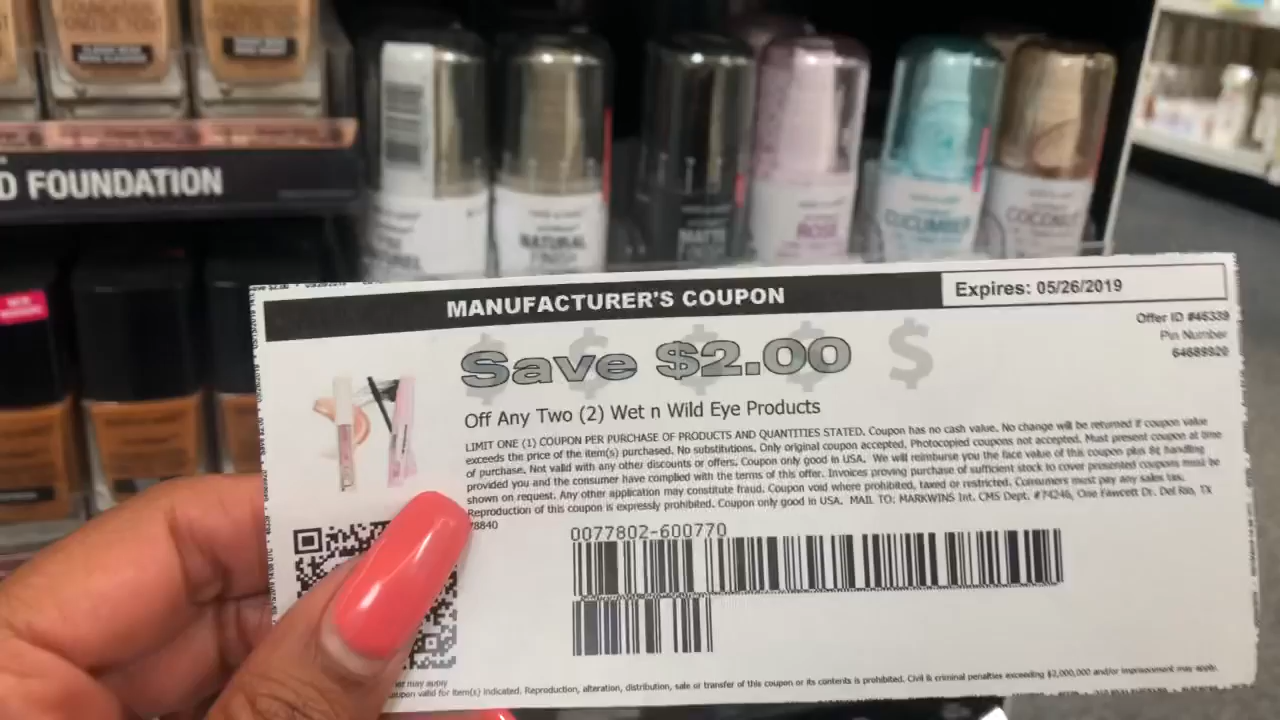 D FOUNDATION
NATURAL
FINISH
MATTE
ROSE
CUCUMBER
COCONUT
MANUFACTURER'S COUPON
Expires: 05/26/2019
Offer ID #46339
Pin Number
64689920
Save $2.00 $
Off Any Two (2) Wet n Wild Eye Products
LIMIT ONE (1) COUPON PER PURCHASE OF PRODUCTS AND QUANTITIES STATED. Coupon has no cash value. No change will be returned if coupon value
exceeds the price of the item(s) purchased. No substitutions. Only original coupon accepted. Photocopied coupons not accepted. Must present coupon at time
of purchase. Not valid with any other discounts or offers. Coupon only good in USA. We will reimburse you the face value of this coupon plus 8¢ handling
provided you and the consumer have complied with the terms of this offer. Invoices proving purchase of sufficient stock to cover presented coupons must be
shown on request. Any other application may constitute fraud. Coupon void where prohibited, taxed or restricted. Consumers must pay any sales tax.
Reproduction of this coupon is expressly prohibited. Coupon only good in USA. MAIL TO: MARKWINS Int. CMS Dept. #74246, One Fawcett Dr. Del Rio, TX
78840
0077802-600770
may apply
coupon valid for item(s) indicated. Reproduction, alteration, distribution, sale or transfer of this coupon or its contents is prohibited. Civil & criminal penalties exceeding $2,000,000 and/or imprisonment may apply.